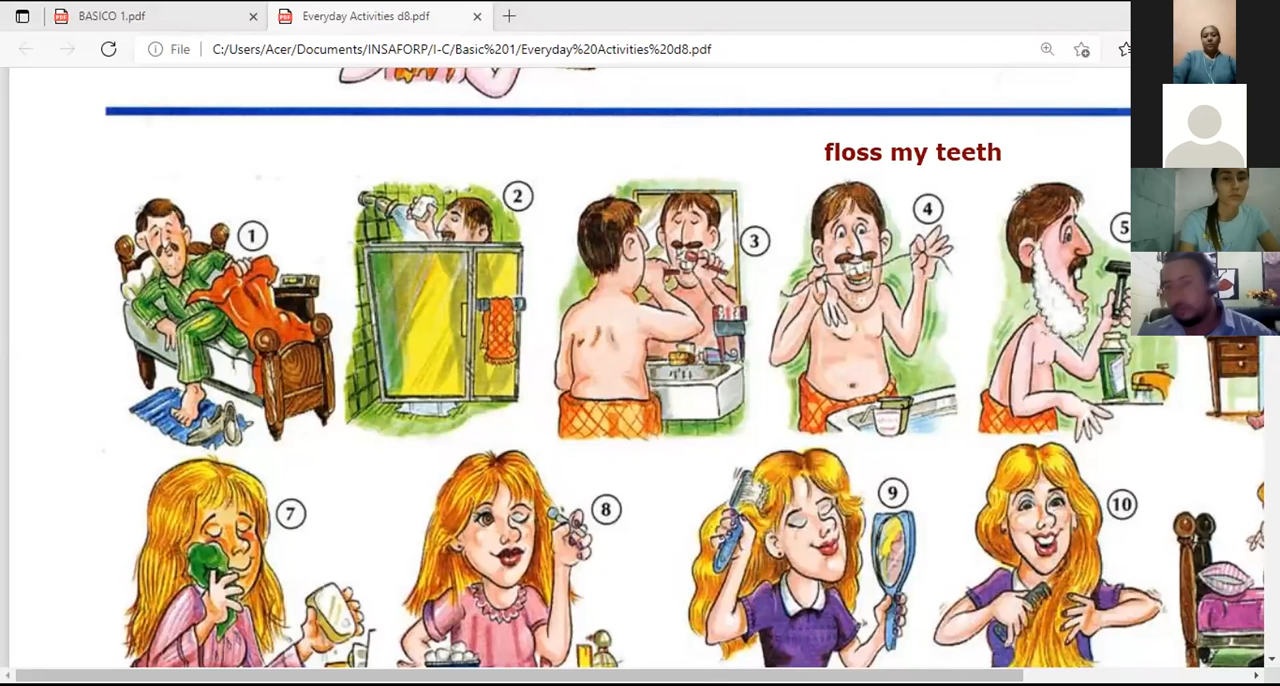 BASICO 1.pdf
Everyday Activities d8.pdf
File
C:/Users/Acer/Documents/INSAFORP/I-C/Basic%201/Everyday%20Activities%20d8.pdf
floss my teeth
1
2
3
4
5
7
8
9
10